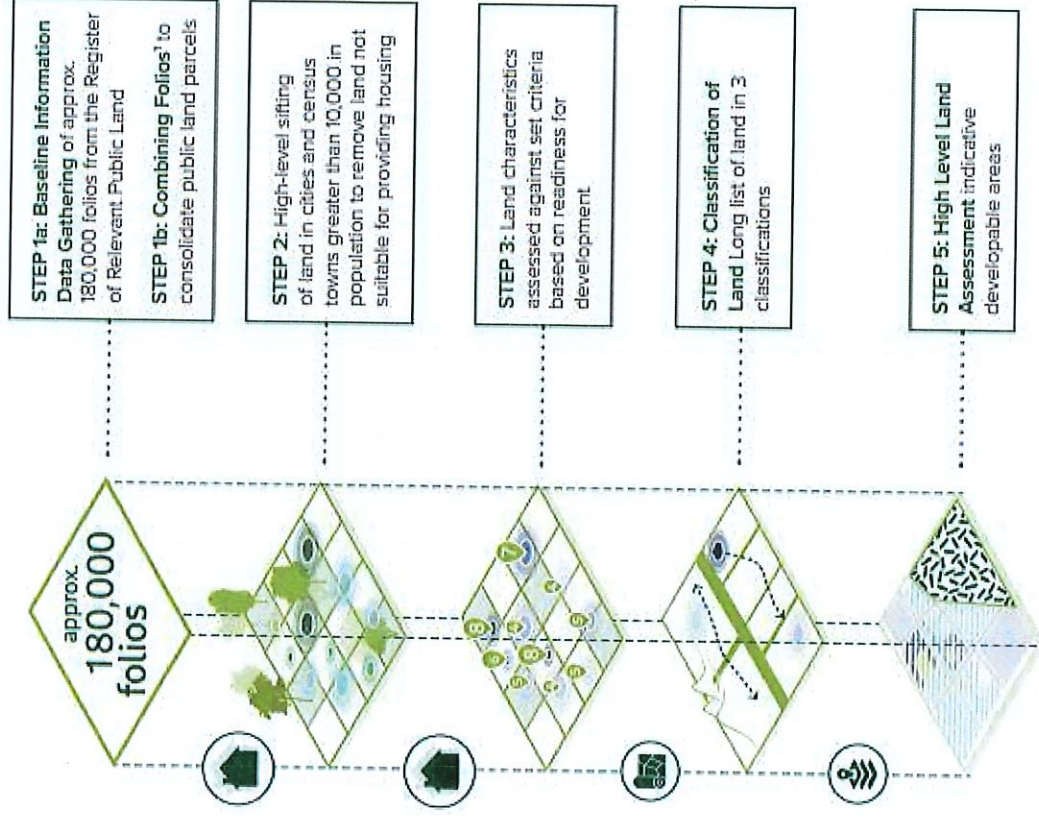 approx.
180,000
folios
STEP 1a: Baseline Information
Data Gathering of approx.
180,000 folios from the Register
of Relevant Public Land
STEP 1b: Combining Folios¹ to
consolidate public land parcels
STEP 2: High-level sifting
of land in cities and census
towns greater than 10,000 in
population to remove land not
suitable for providing housing
STEP 3: Land characteristics
assessed against set criteria
based on readiness for
development
STEP 4: Classification of
Land Long list of land in 3
classifications
STEP 5: High Level Land
Assessment indicative
developable areas